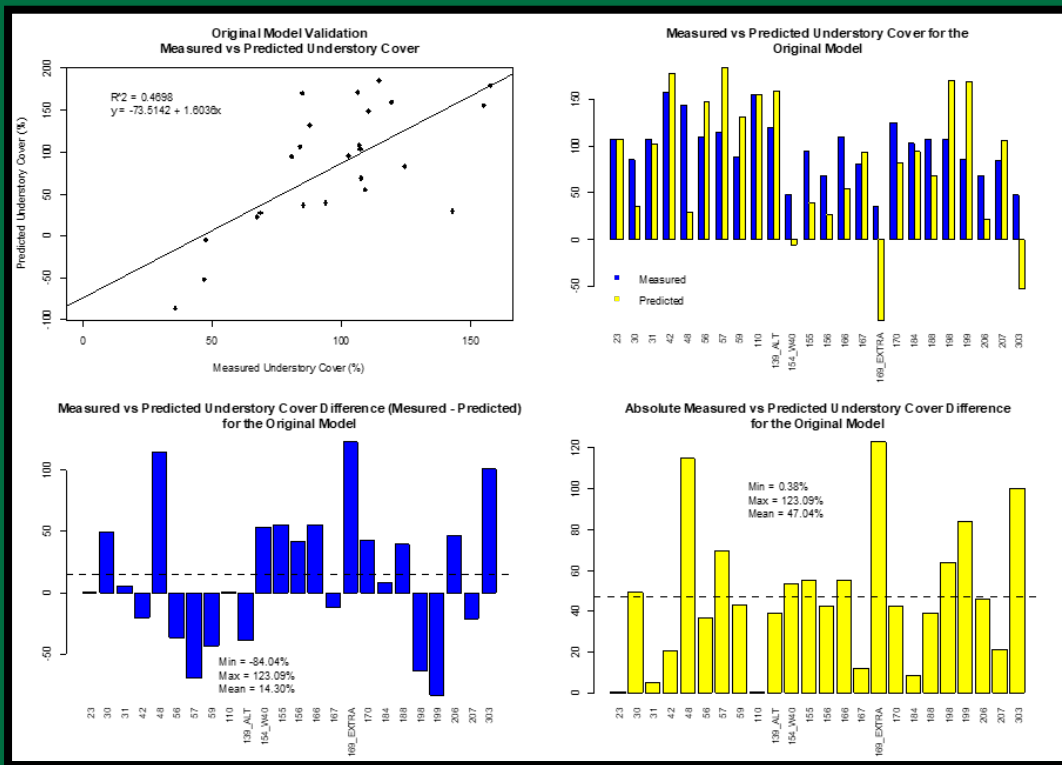 Original Model Validation
Measured vs Predicted Understory Cover
R^2 = 0.4698
y = -73.5142 + 1.6036x
Predicted Understory Cover (%)
200
150
100
50
0
-50
-100
0 50 100 150
Measured Understory Cover (%)
Measured vs Predicted Understory Cover for the
Original Model
150
100
50
0
-50
Measured
Predicted
23 30 31 42 48 56 57 59 110 139_ALT 154_W40 155 156 166 167 169_EXTRA 170 184 188 198 199 206 207 303
Measured vs Predicted Understory Cover Difference (Mesured - Predicted)
for the Original Model
100
50
0
-50
Min = -84.04%
Max = 123.09%
Mean = 14.30%
23 30 31 42 48 56 57 59 110 139_ALT 154_W40 155 156 166 167 169_EXTRA 170 184 188 198 199 206 207 303
Absolute Measured vs Predicted Understory Cover Difference
for the Original Model
120
100
80
60
40
20
0
Min = 0.38%
Max = 123.09%
Mean = 47.04%
23 30 31 42 48 56 57 59 110 139_ALT 154_W40 155 156 166 167 169_EXTRA 170 184 188 198 199 206 207 303